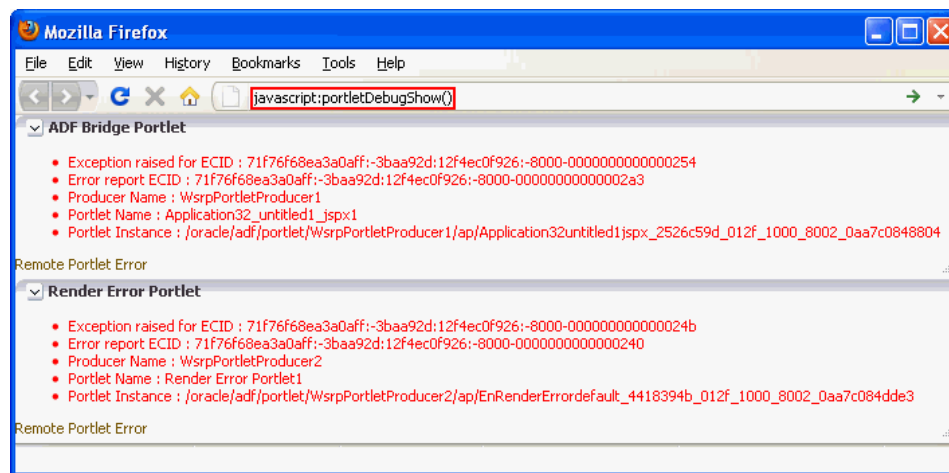 Mozilla Firefox
File Edit View History Bookmarks Tools Help
javascript:portletDebugShow()
ADF Bridge Portlet
Exception raised for ECID : 71f76f68ea3a0aff:-3baa92d:12f4ec0f926:-8000-0000000000000254
Error report ECID : 71f76f68ea3a0aff:-3baa92d:12f4ec0f926:-8000-00000000000002a3
Producer Name : WsrpPortletProducer1
Portlet Name : Application32_untitled1_jspx1
Portlet Instance : /oracle/adf/portlet/WsrpPortletProducer1/ap/Application32untitled1jspx_2526c59d_012f_1000_8002_0aa7c0848804
Remote Portlet Error
Render Error Portlet
Exception raised for ECID : 71f76f68ea3a0aff:-3baa92d:12f4ec0f926:-8000-000000000000024b
Error report ECID : 71f76f68ea3a0aff:-3baa92d:12f4ec0f926:-8000-0000000000000240
Producer Name : WsrpPortletProducer2
Portlet Name : Render Error Portlet1
Portlet Instance : /oracle/adf/portlet/WsrpPortletProducer2/ap/EnRenderErrordefault_4418394b_012f_1000_8002_0aa7c084dde3
Remote Portlet Error